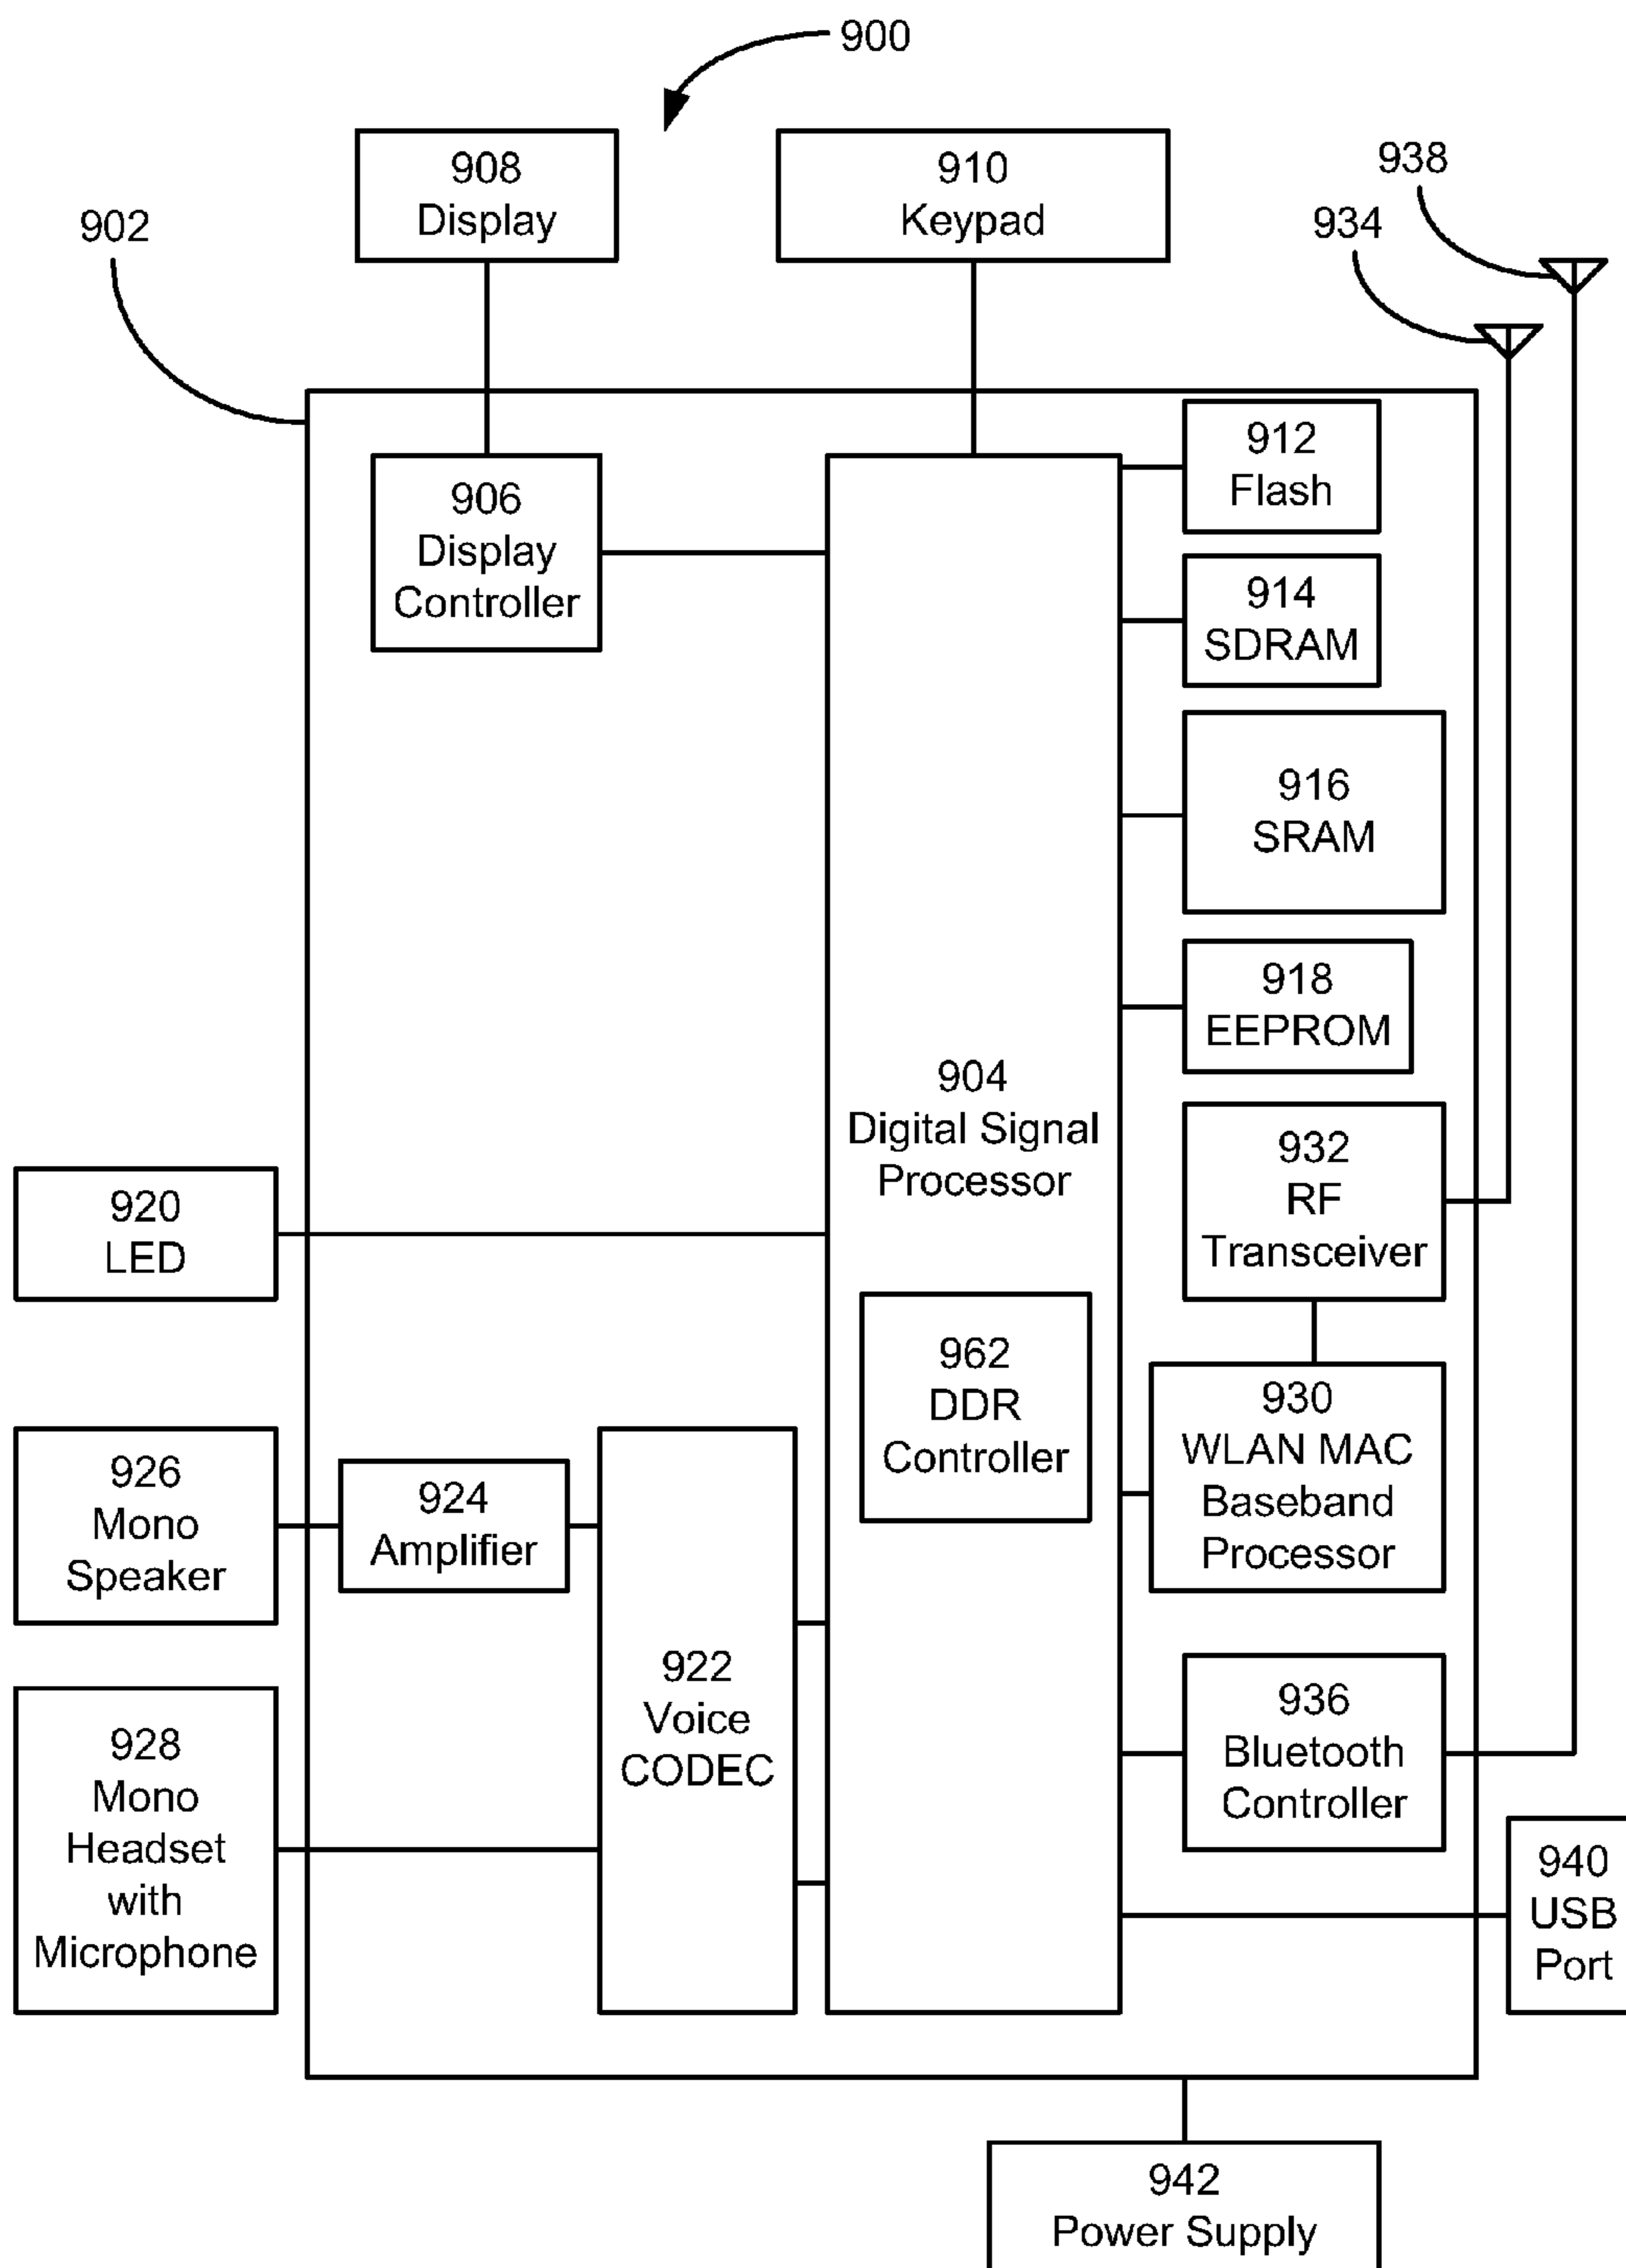 900
908
Display
910
Keypad
938
934
902
912
Flash
906
Display
Controller
914
SDRAM
916
SRAM
918
EEPROM
904
Digital Signal
Processor
932
RF
Transceiver
920
LED
962
DDR
Controller
930
WLAN MAC
Baseband
Processor
926
Mono
Speaker
924
Amplifier
922
Voice
CODEC
936
Bluetooth
Controller
928
Mono
Headset
with
Microphone
940
USB
Port
942
Power Supply